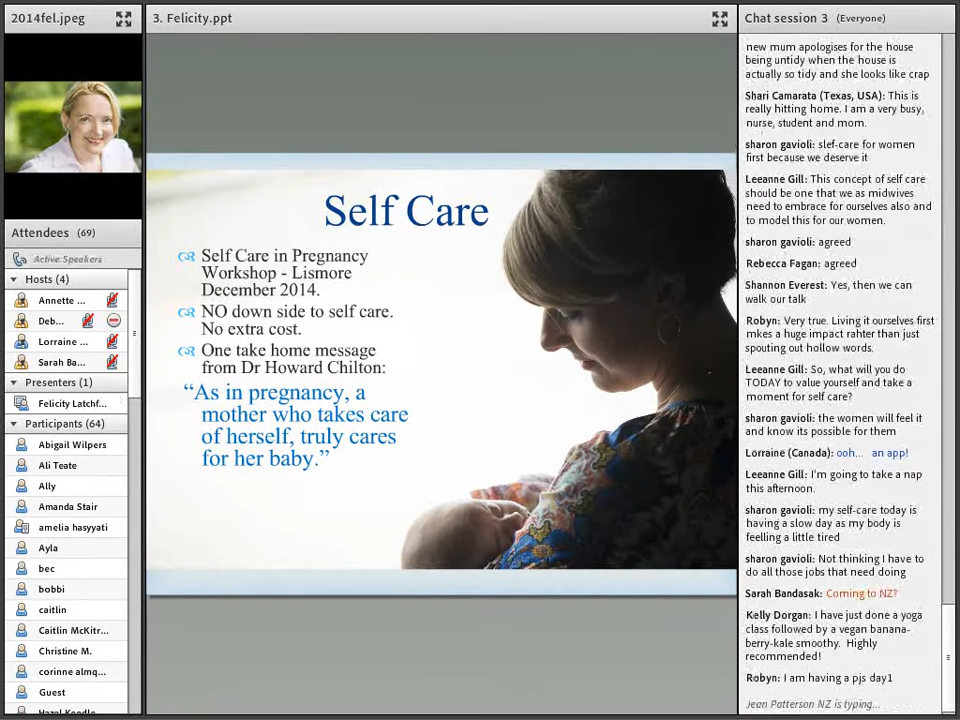 2014fel.jpeg
3. Felicity.ppt
Chat session 3 (Everyone)
Attendees (69)
Active Speakers
Hosts (4)
Annette ...
Deb...
Lorraine ...
Sarah Ba...
Presenters (1)
Felicity Latchf...
Participants (64)
Abigail Wilpers
Ali Teate
Ally
Amanda Stair
amelia hasyyati
Ayla
bec
bobbi
caitlin
Caitlin McKitr...
Christine M.
corinne almq...
Guest
Self Care
Self Care in Pregnancy
Workshop - Lismore
December 2014.
NO down side to self care.
No extra cost.
One take home message
from Dr Howard Chilton:
“As in pregnancy, a
mother who takes care
of herself, truly cares
for her baby.”
new mum apologises for the house
being untidy when the house is
actually so tidy and she looks like crap
Shari Camarata (Texas, USA): This is
really hitting home. I am a very busy,
nurse, student and mom.
sharon gavioli: slef-care for women
first because we deserve it
Leeanne Gill: This concept of self care
should be one that we as midwives
need to embrace for ourselves also and
to model this for our women.
sharon gavioli: agreed
Rebecca Fagan: agreed
Shannon Everest: Yes, then we can
walk our talk
Robyn: Very true. Living it ourselves first
mkes a huge impact rahter than just
spouting out hollow words.
Leeanne Gill: So, what will you do
TODAY to value yourself and take a
moment for self care?
sharon gavioli: the women will feel it
and know its possible for them
Lorraine (Canada): ooh... an app!
Leeanne Gill: I'm going to take a nap
this afternoon.
sharon gavioli: my self-care today is
having a slow day as my body is
feelling a little tired
sharon gavioli: Not thinking I have to
do all those jobs that need doing
Sarah Bandasak: Coming to NZ?
Kelly Dorgan: I have just done a yoga
class followed by a vegan banana-
berry-kale smoothy. Highly
recommended!
Robyn: I am having a pjs day1
Jean Patterson NZ is typing...